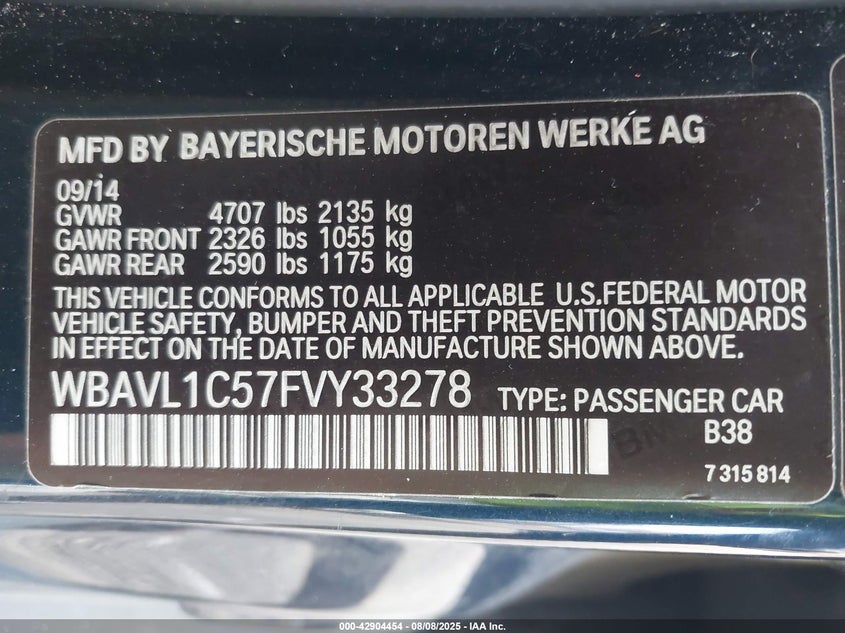 MFD BY BAYERISCHE MOTOREN WERKE AG
09/14
GVWR 4707 lbs 2135 kg
GAWR FRONT 2326 lbs 1055 kg
GAWR REAR 2590 lbs 1175 kg
THIS VEHICLE CONFORMS TO ALL APPLICABLE U.S.FEDERAL MOTOR
VEHICLE SAFETY, BUMPER AND THEFT PREVENTION STANDARDS
IN EFFECT ON THE DATE OF MANUFACTURE SHOWN ABOVE.
WBAVL1C57FVY33278 TYPE: PASSENGER CAR
B38
7 315 814
000-42904454 - 08/08/2025 - IAA Inc.